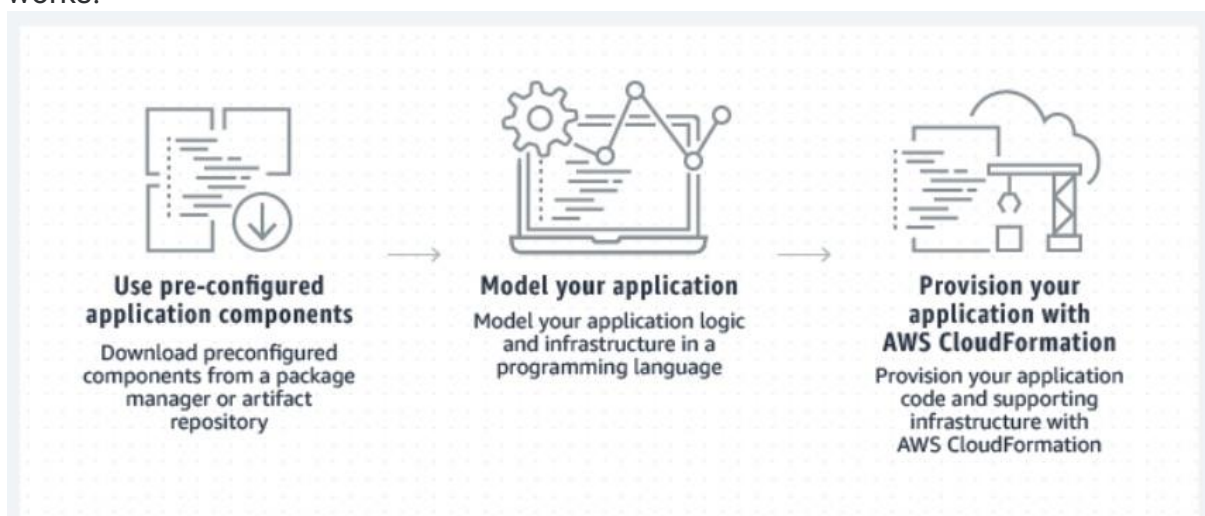 works:
Use pre-configured
application components
Download preconfigured
components from a package
manager or artifact
repository
Model your application
Model your application logic
and infrastructure in a
programming language
Provision your
application with
AWS CloudFormation
Provision your application
code and supporting
infrastructure with
AWS CloudFormation